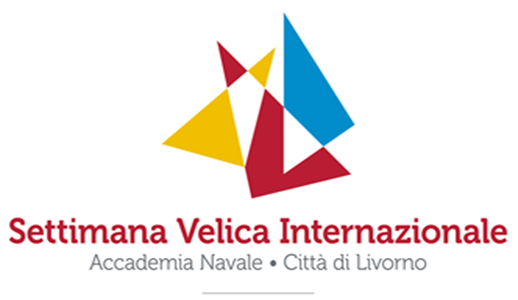 Settimana Velica Internazionale
Accademia Navale • Città di Livorno